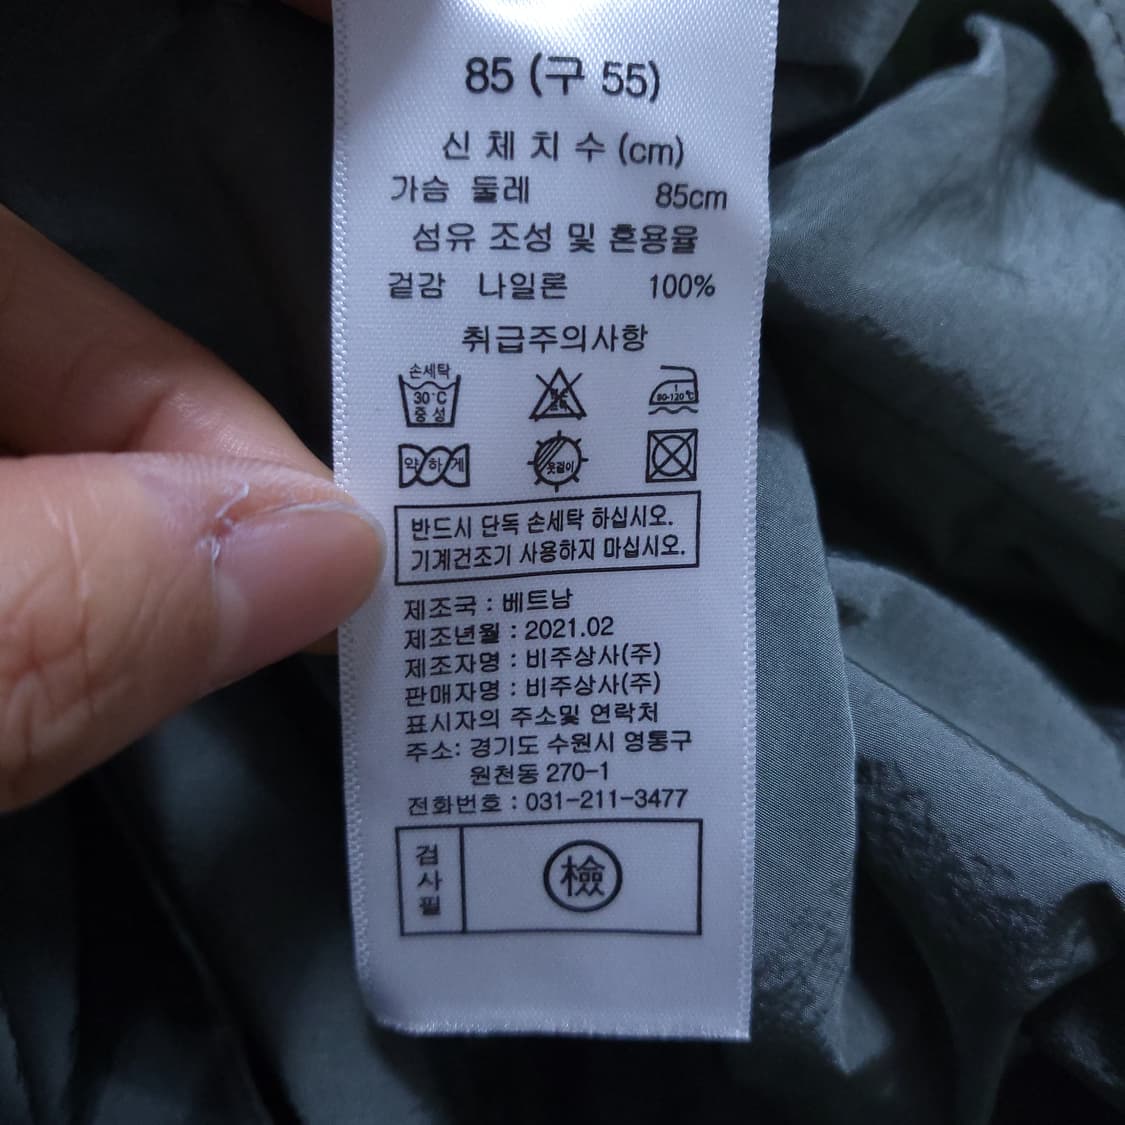 85 (구 55)
신 체 치 수 (cm)
가슴 둘레 85cm
섬유 조성 및 혼용율
겉감 나일론 100%
취급주의사항
손세탁
30°C
중성
80-120℃
약하게
옷걸이
반드시 단독 손세탁 하십시오.
기계건조기 사용하지 마십시오.
제조국 : 베트남
제조년월 : 2021.02
제조자명 : 비주상사(주)
판매자명 : 비주상사(주)
표시자의 주소및 연락처
주소: 경기도 수원시 영통구
원천동 270-1
전화번호 : 031-211-3477
검사필
檢